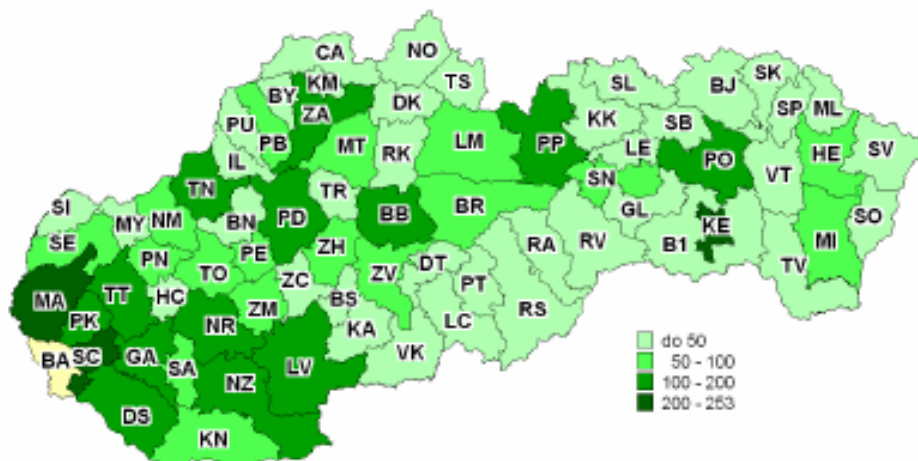 CA NO
KM TS SL BJ SK
BY ZA DK KK SP ML
PU PB MT RK LM PP SB
IL LE PO HE SV
TN TR SN VT
SI MY NM BN PD BB BR GL SO
SE PE ZH RA RV B1 KE MI
PN TO ZC ZV DT TV
MA TT HC ZM BS PT
PK NR KA LC RS
BA SC GA SA NZ LV VK
DS
KN
do 50
50 - 100
100 - 200
200 - 253